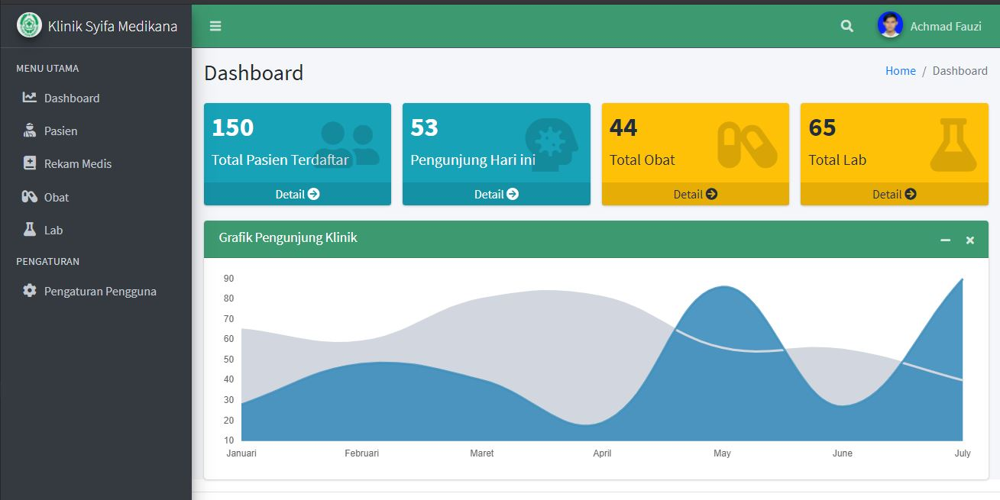 Klinik Syifa Medikana
Achmad Fauzi
MENU UTAMA
Dashboard
Pasien
Rekam Medis
Obat
Lab
PENGATURAN
Pengaturan Pengguna
Dashboard
Home / Dashboard
150
Total Pasien Terdaftar
Detail
53
Pengunjung Hari ini
Detail
44
Total Obat
Detail
65
Total Lab
Detail
Grafik Pengunjung Klinik
90
80
70
60
50
40
30
20
10
Januari Februari Maret April May June July